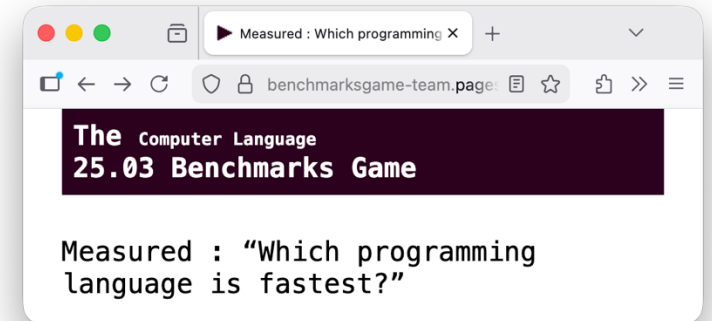 Measured : Which programming
benchmarksgame-team.pages
The Computer Language
25.03 Benchmarks Game
Measured : “Which programming
language is fastest?”